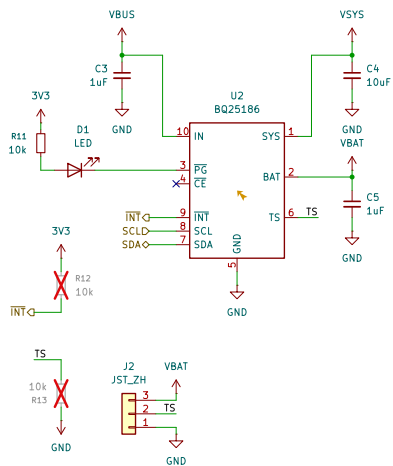 VBUS
VSYS
C3
1uF
GND
C4
10uF
GND
U2
BQ25186
3V3
R11
10k
D1
LED
10 IN
SYS 1
3 PG
4 CE
BAT 2
VBAT
TS 6 TS
C5
1uF
GND
INT 9 INT
SCL 8 SCL
SDA 7 SDA
GND
5
GND
3V3
R12
10k
INT
TS
10k
R13
GND
J2
JST_ZH
VBAT
3
2 TS
1
GND